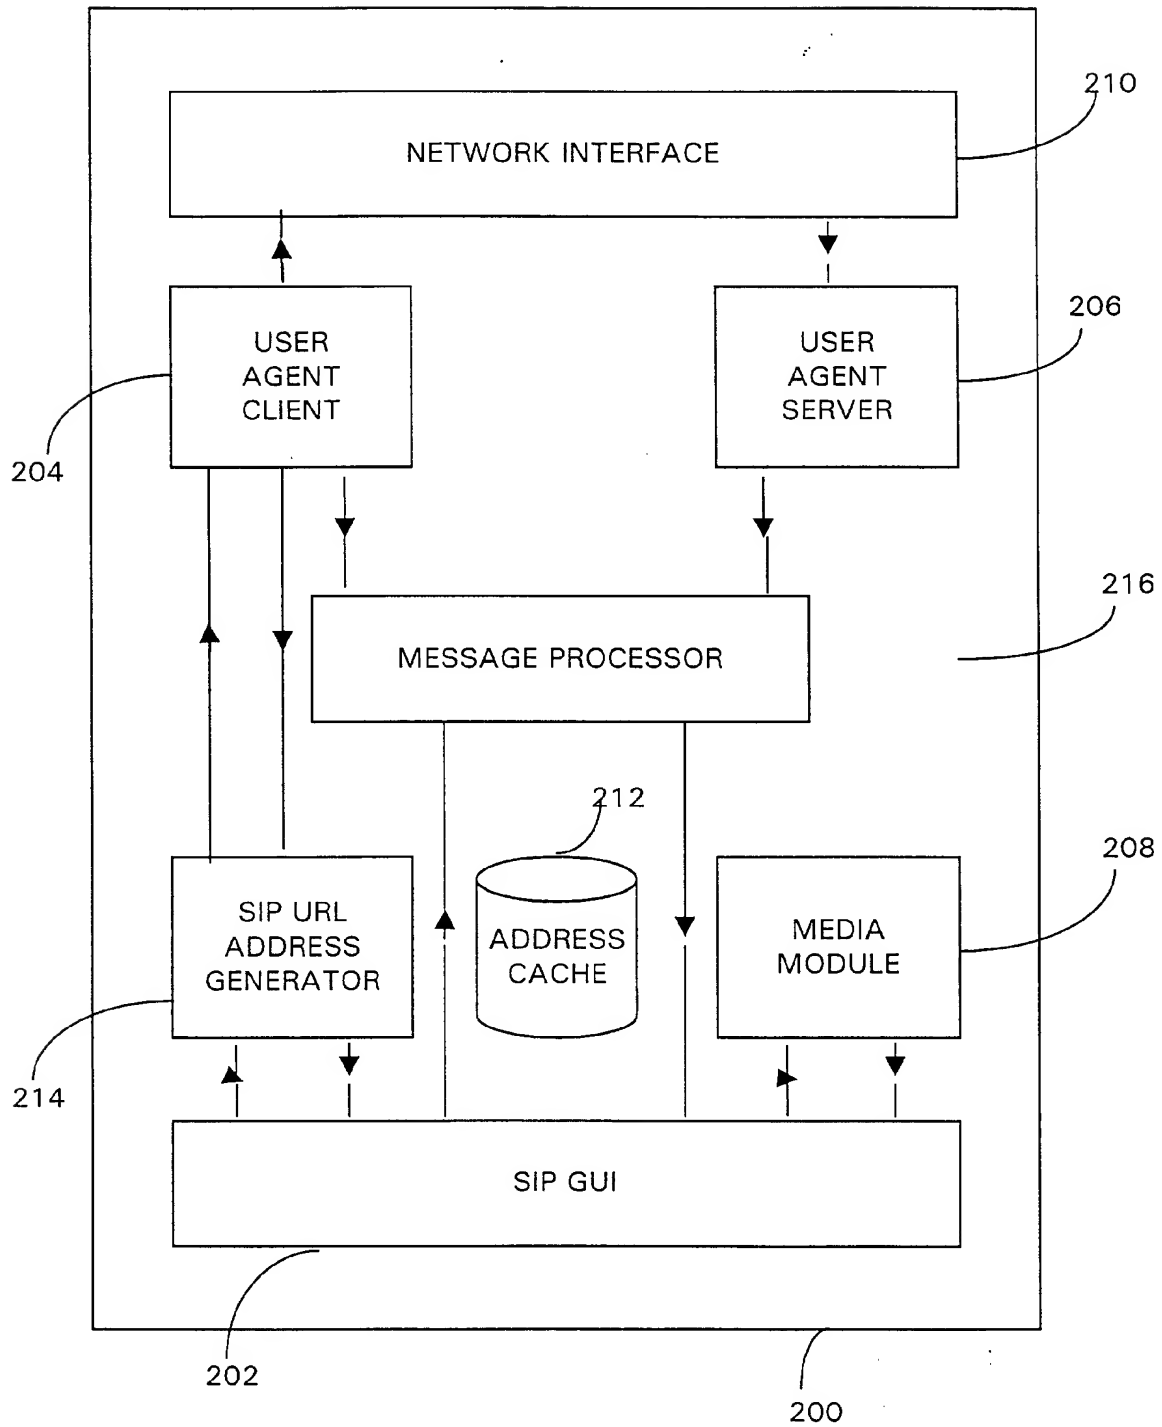 210
NETWORK INTERFACE
206
USER
AGENT
CLIENT
USER
AGENT
SERVER
204
216
MESSAGE PROCESSOR
212
208
SIP URL
ADDRESS
GENERATOR
ADDRESS
CACHE
MEDIA
MODULE
214
SIP GUI
202
200